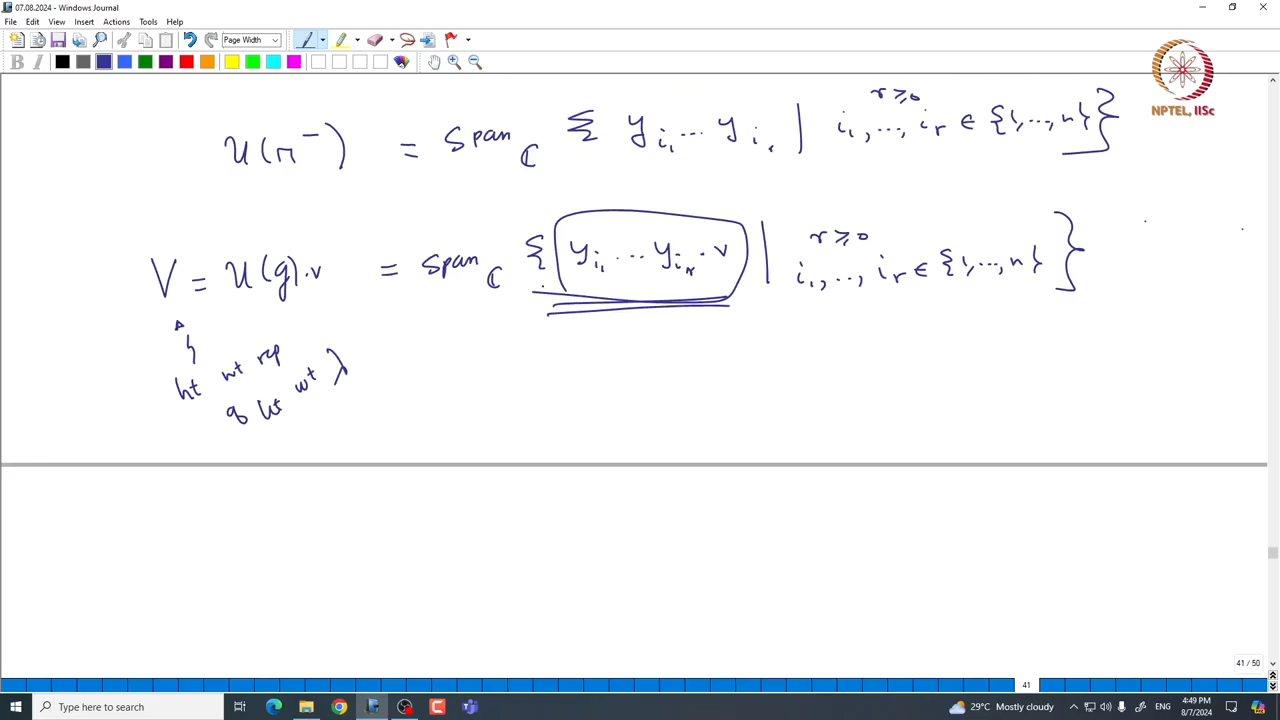 07.08.2024 - Windows Journal
File Edit View Insert Actions Tools Help
Page Width
NPTEL, IISc
U(n⁻) = span_ℂ { y_{i_1} ... y_{i_r} | r ≥ 0 i_1, ..., i_r ∈ {1, ..., n} }
V = U(g).v = span_ℂ { y_{i_1} ... y_{i_r} . v | r ≥ 0 i_1, ..., i_r ∈ {1, ..., n} }
ht wt rep
of ht wt λ
41 / 50
41
Type here to search
29°C Mostly cloudy
4:49 PM
8/7/2024